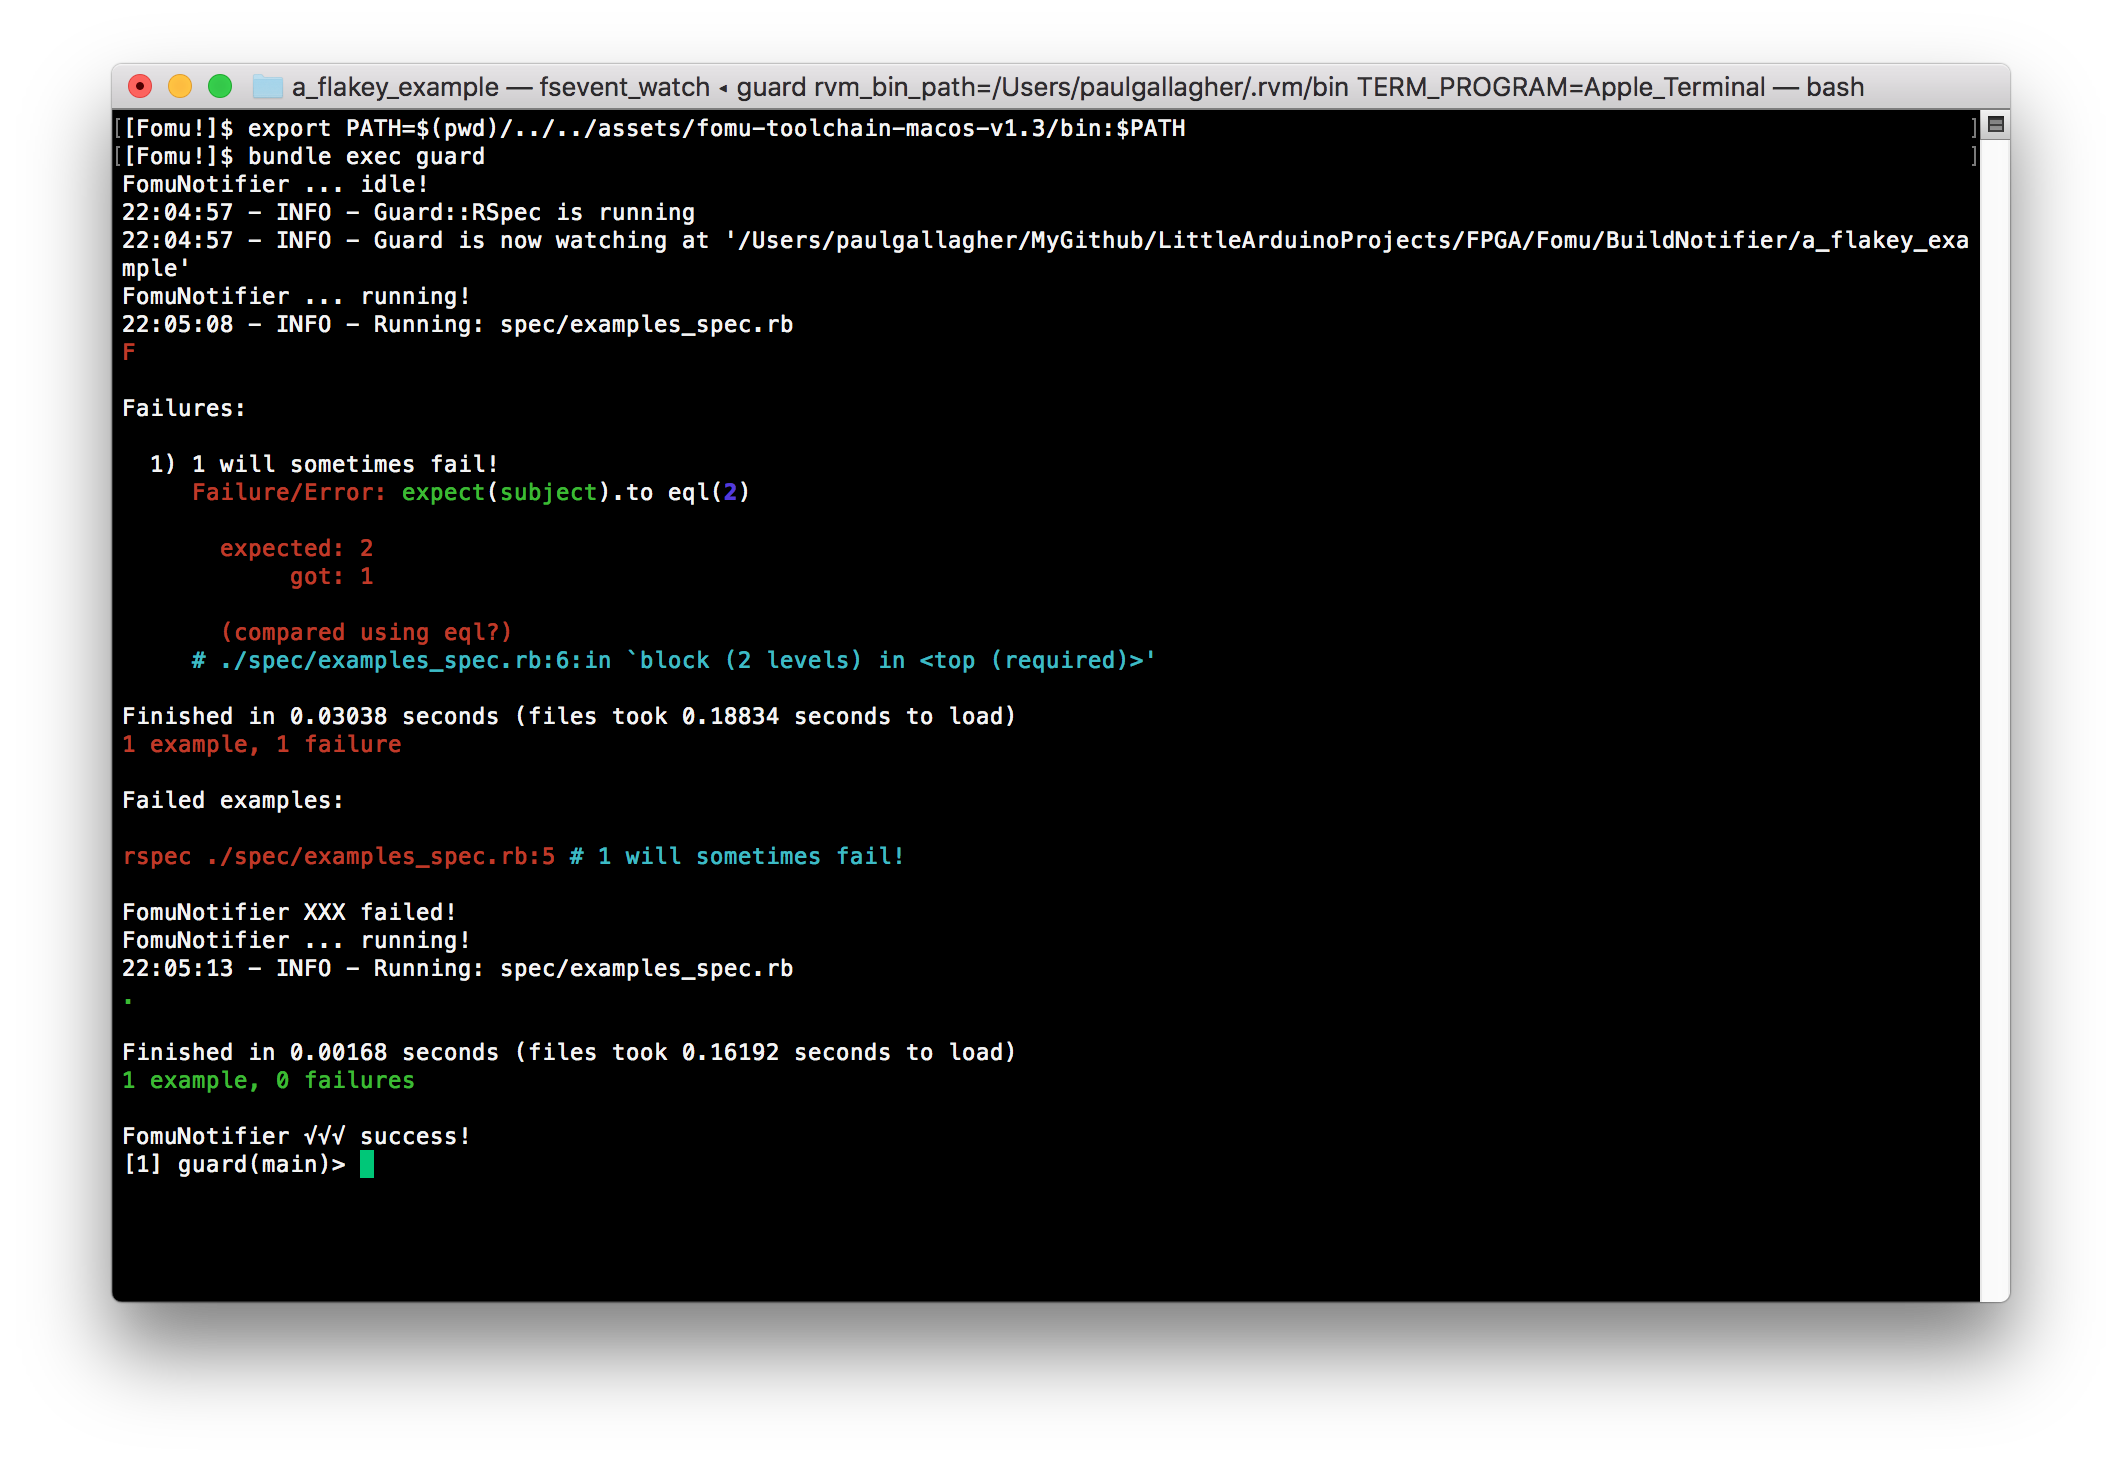 a_flakey_example — fsevent_watch ◂ guard rvm_bin_path=/Users/paulgallagher/.rvm/bin TERM_PROGRAM=Apple_Terminal — bash
[[Fomu!]$ export PATH=$(pwd)/../../assets/fomu-toolchain-macos-v1.3/bin:$PATH ]
[[Fomu!]$ bundle exec guard ]
FomuNotifier ... idle!
22:04:57 - INFO - Guard::RSpec is running
22:04:57 - INFO - Guard is now watching at '/Users/paulgallagher/MyGithub/LittleArduinoProjects/FPGA/Fomu/BuildNotifier/a_flakey_exa
mple'
FomuNotifier ... running!
22:05:08 - INFO - Running: spec/examples_spec.rb
F
Failures:
1) 1 will sometimes fail!
Failure/Error: expect(subject).to eql(2)
expected: 2
got: 1
(compared using eql?)
# ./spec/examples_spec.rb:6:in `block (2 levels) in <top (required)>'
Finished in 0.03038 seconds (files took 0.18834 seconds to load)
1 example, 1 failure
Failed examples:
rspec ./spec/examples_spec.rb:5 # 1 will sometimes fail!
FomuNotifier XXX failed!
FomuNotifier ... running!
22:05:13 - INFO - Running: spec/examples_spec.rb
.
Finished in 0.00168 seconds (files took 0.16192 seconds to load)
1 example, 0 failures
FomuNotifier √√√ success!
[1] guard(main)>